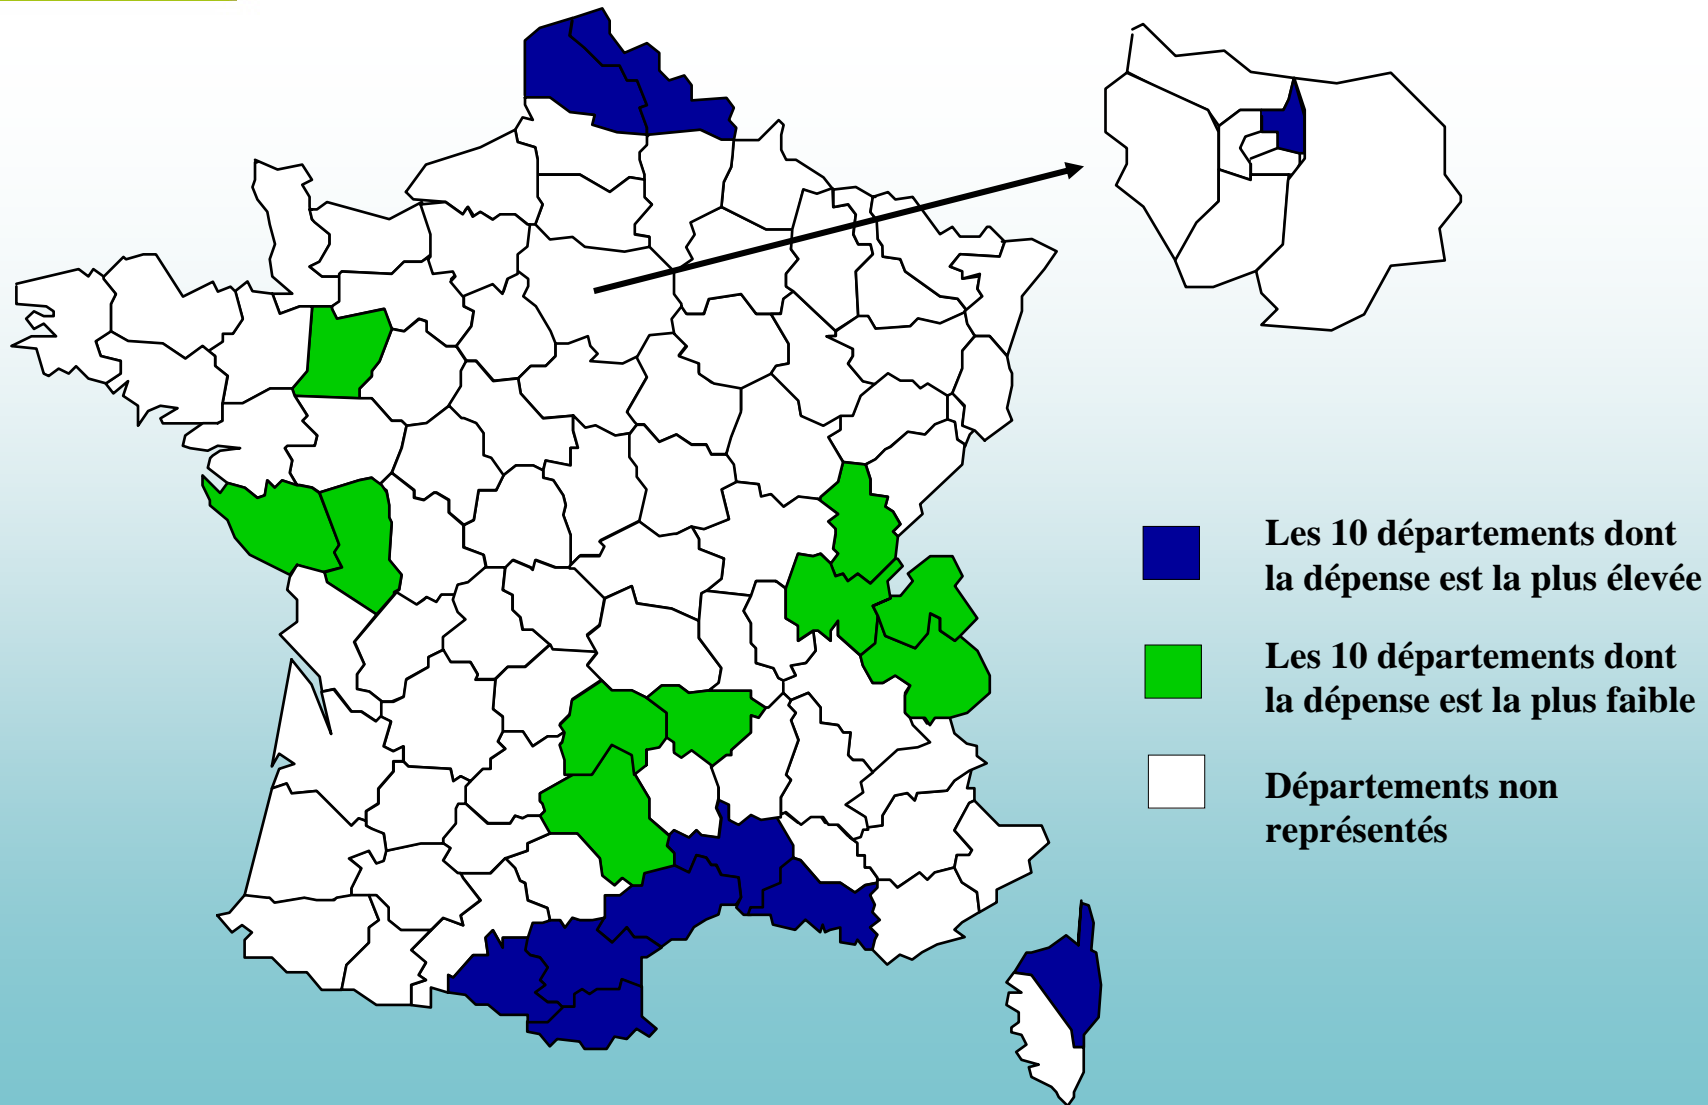 Les 10 départements dont
la dépense est la plus élevée
Les 10 départements dont
la dépense est la plus faible
Départements non
représentés